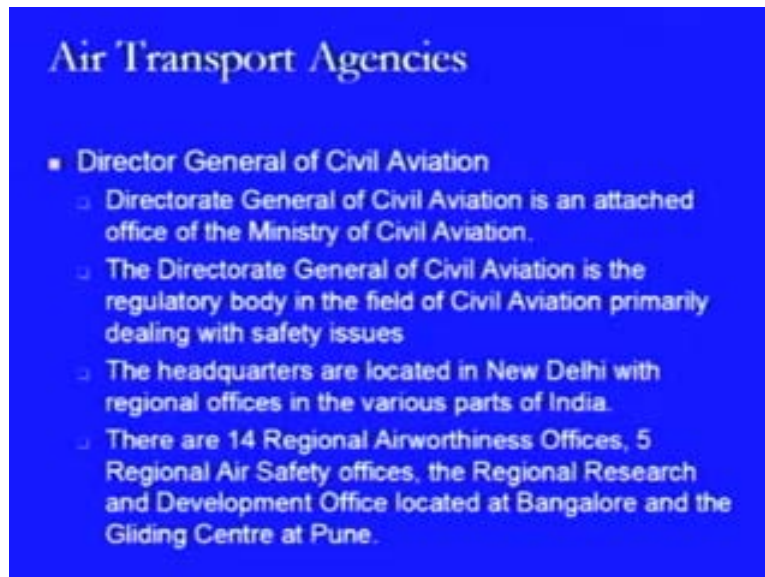 Air Transport Agencies
Director General of Civil Aviation
Directorate General of Civil Aviation is an attached
office of the Ministry of Civil Aviation.
The Directorate General of Civil Aviation is the
regulatory body in the field of Civil Aviation primarily
dealing with safety issues
The headquarters are located in New Delhi with
regional offices in the various parts of India.
There are 14 Regional Airworthiness Offices, 5
Regional Air Safety offices, the Regional Research
and Development Office located at Bangalore and the
Gliding Centre at Pune.